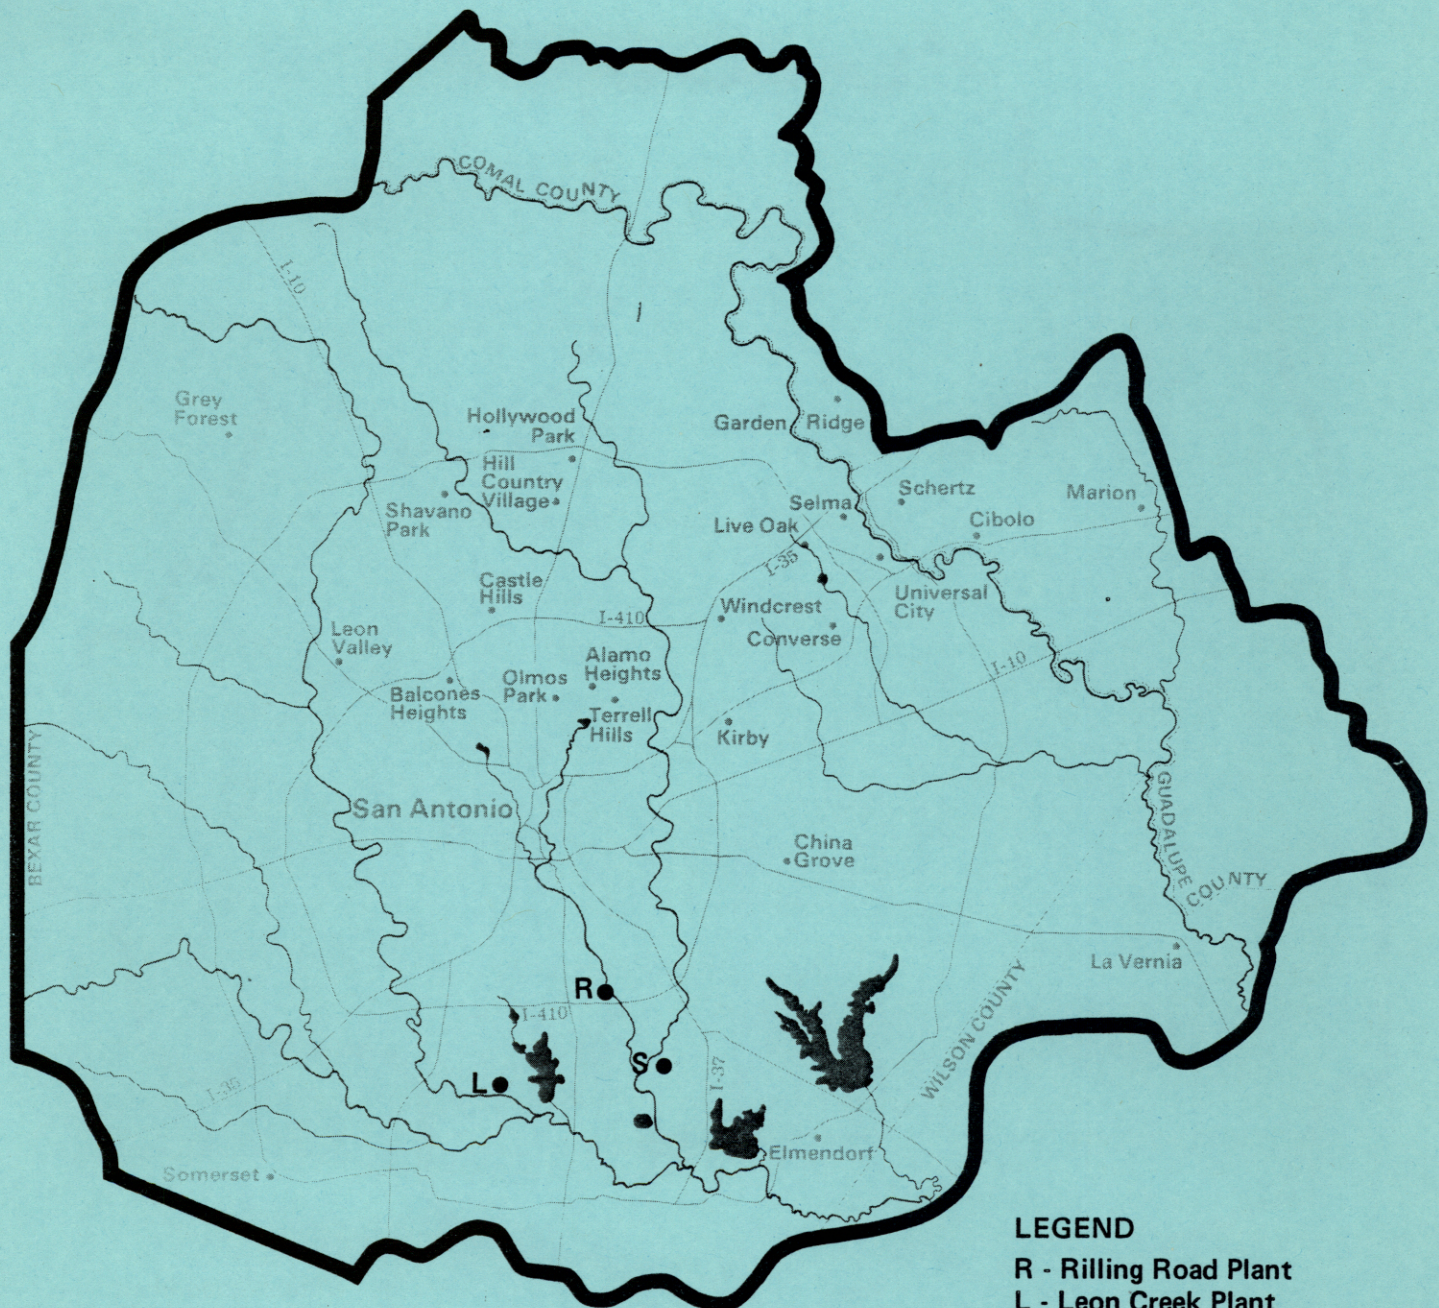 COMAL COUNTY
I-10
Grey
Forest
Hollywood
Park
Garden Ridge
Hill
Country
Village
Shavano
Park
Selma
Schertz
Marion
Live Oak
Cibolo
I-35
Castle
Hills
Windcrest
Universal
City
I-410
Converse
Leon
Valley
Alamo
Heights
I-10
Olmos
Park
Balcones
Heights
Terrell
Hills
Kirby
BEXAR COUNTY
San Antonio
GUADALUPE
COUNTY
China
Grove
La Vernia
WILSON COUNTY
R
I-410
S
L
I-37
I-35
Elmendorf
Somerset
LEGEND
R - Rilling Road Plant
L - Leon Creek Plant